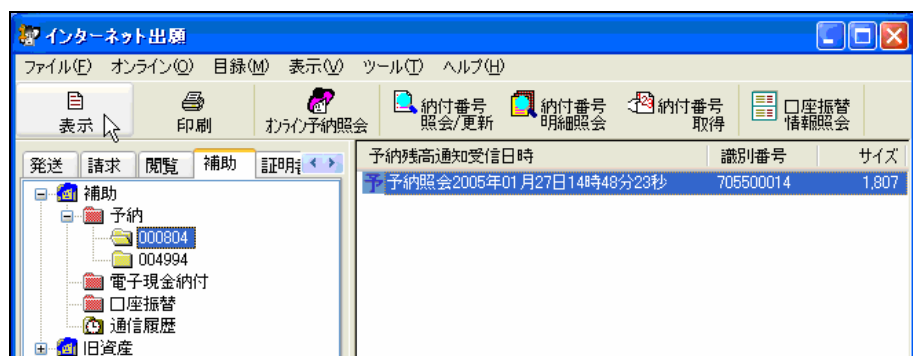 インターネット出願
ファイル(F) オンライン(O) 目録(M) 表示(V) ツール(T) ヘルプ(H)
表示
印刷
オンライン予納照会
納付番号
照会/更新
納付番号
明細照会
納付番号
取得
口座振替
情報照会
発送 請求 閲覧 補助
補助
予納
000804
004994
電子現金納付
口座振替
通信履歴
旧資産
予納残高通知受信日時 識別番号 サイズ
予 予納照会2005年01月27日14時48分23秒 705500014 1,807